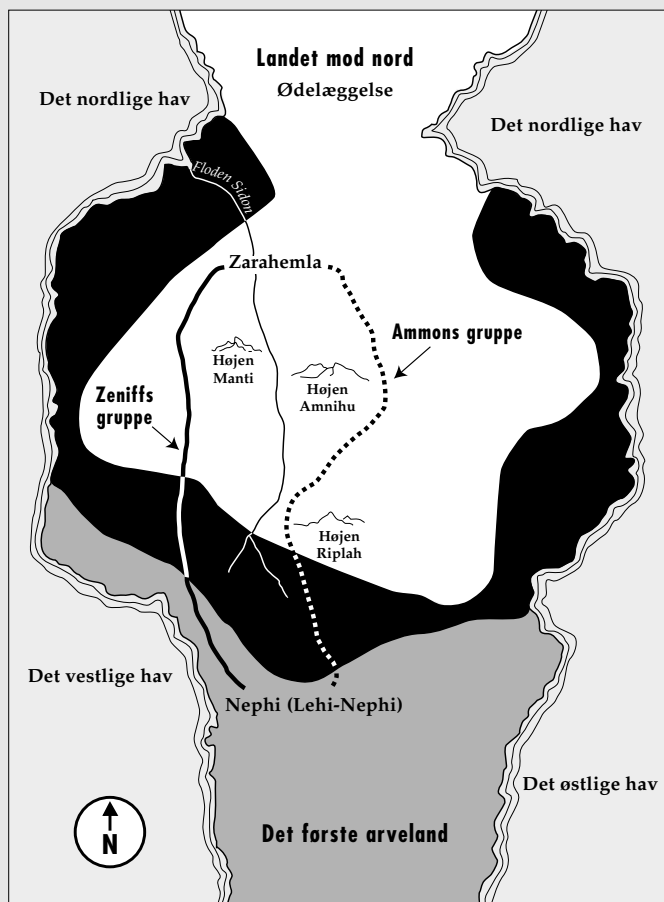 Landet mod nord
Ødelæggelse
Det nordlige hav
Det nordlige hav
Floden Sidon
Zarahemla
Ammons gruppe
Højen
Manti
Højen
Amnihu
Zeniffs
gruppe
Højen
Riplah
Det vestlige hav
Nephi (Lehi-Nephi)
Det østlige hav
N
Det første arveland